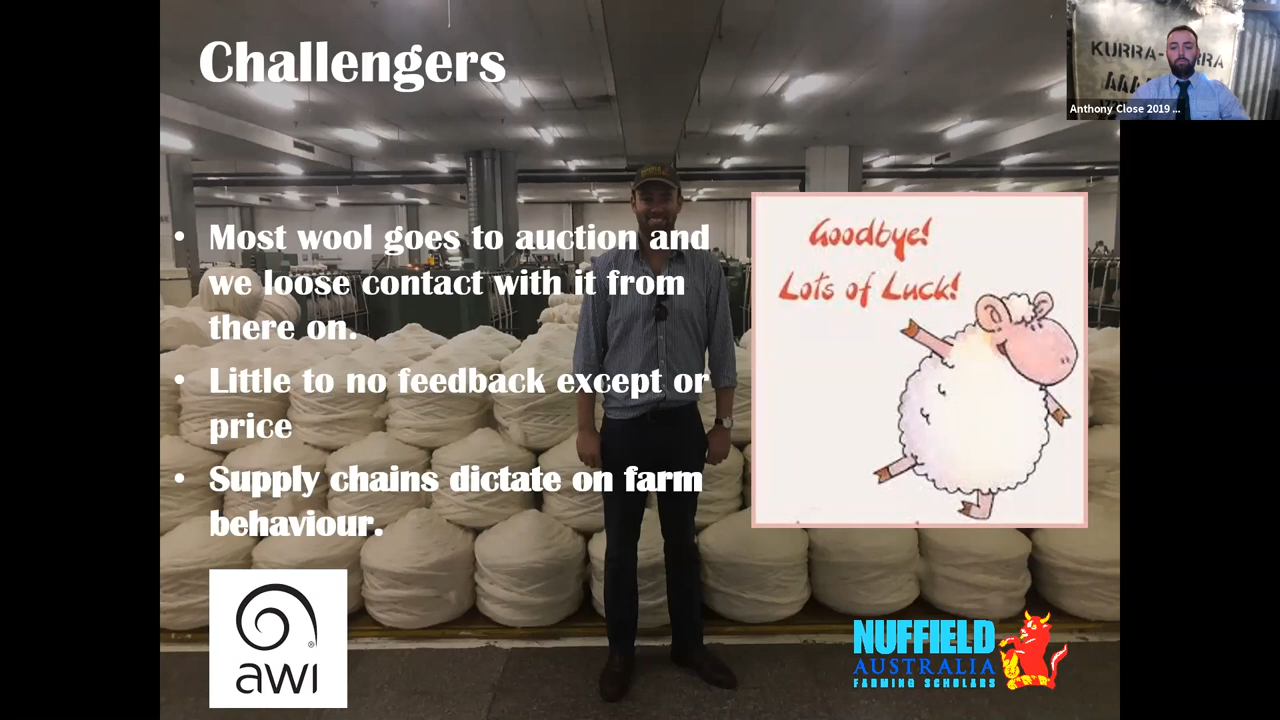 Challengers
KURRA-
RRA
AAA
Anthony Close 2019 ...
• Most wool goes to auction and
we loose contact with it from
there on.
• Little to no feedback except or
price
• Supply chains dictate on farm
behaviour.
Goodbye!
Lots of Luck!
awi
®
NUFFIELD
AUSTRALIA
FARMING SCHOLARS